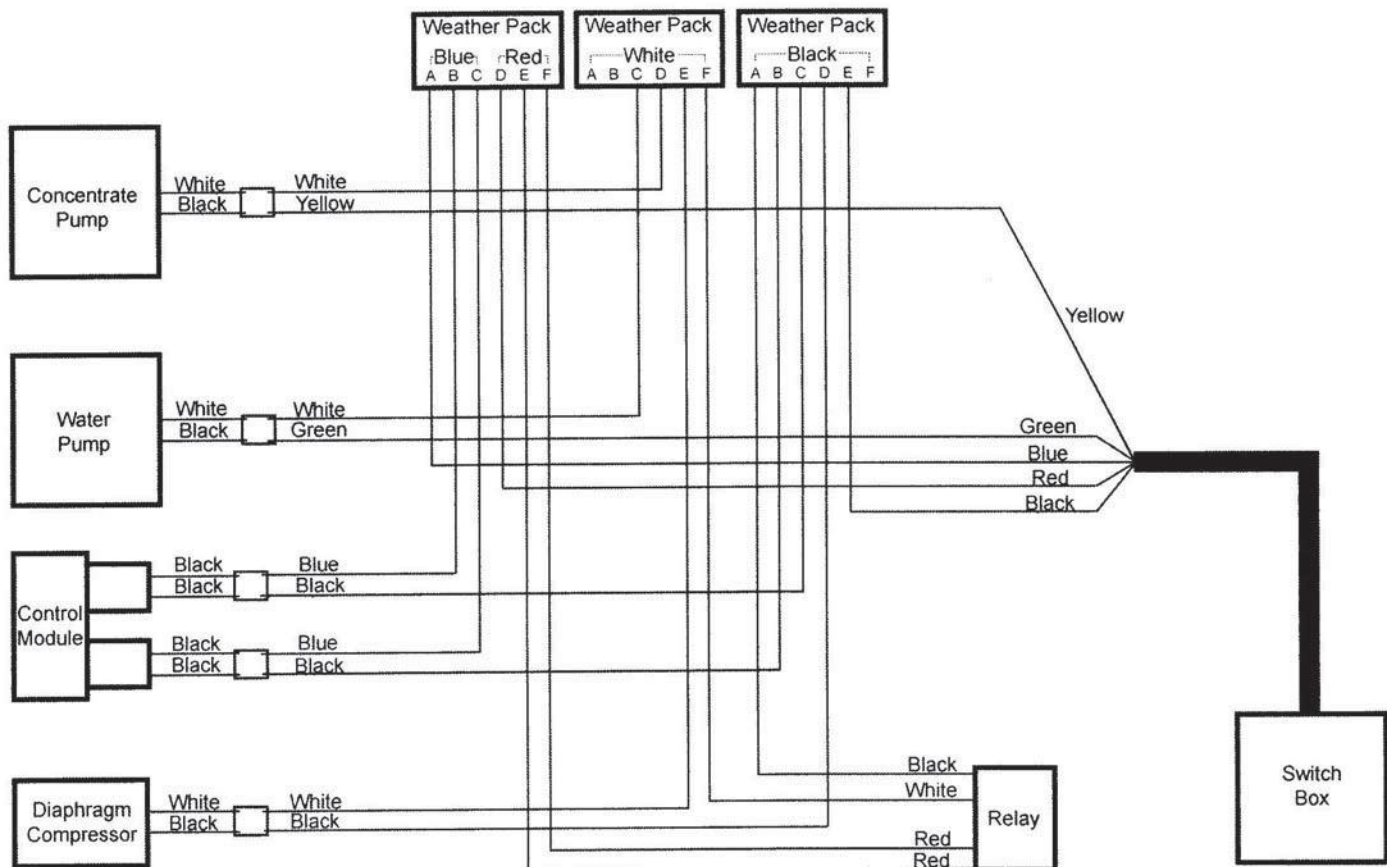 Weather Pack
Blue Red
A B C D E F
Weather Pack
White
A B C D E F
Weather Pack
Black
A B C D E F
Concentrate
Pump
White White
Black Yellow
Yellow
Water
Pump
White White
Black Green
Green
Blue
Red
Black
Control
Module
Black Blue
Black Black
Black Blue
Black Black
Diaphragm
Compressor
White White
Black Black
Black
White
Red
Red
Relay
Switch
Box